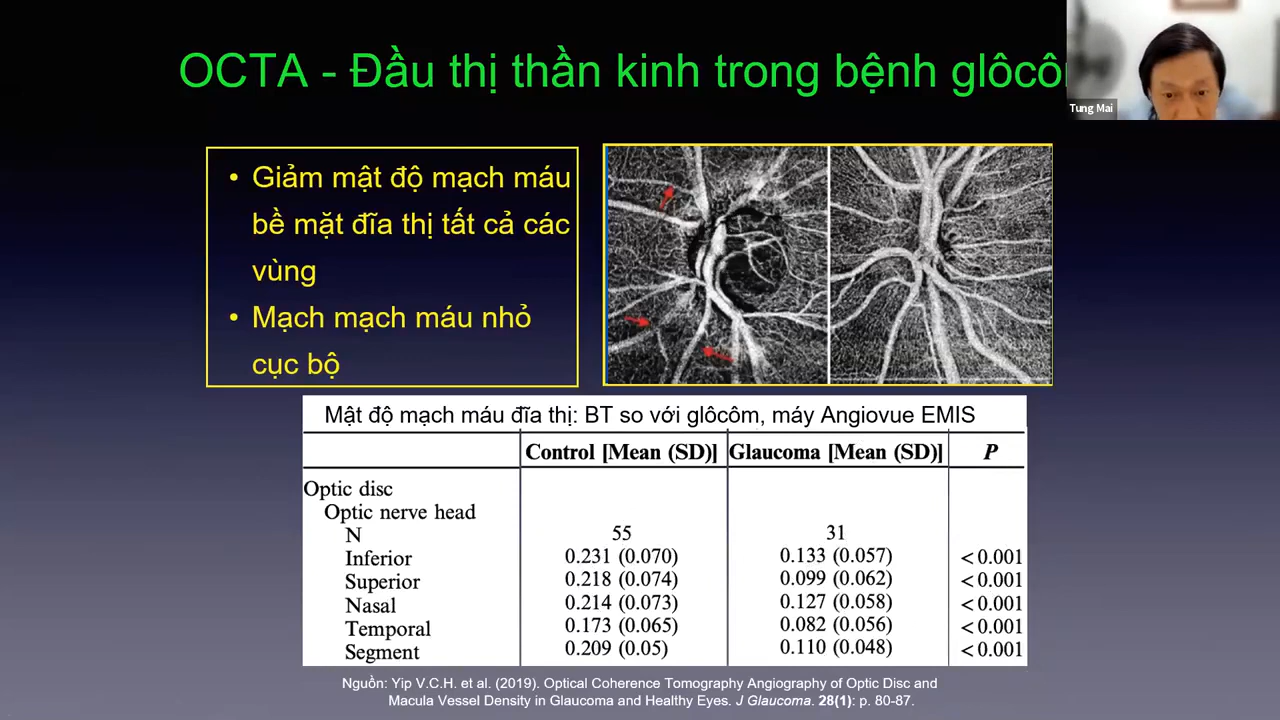 OCTA - Đầu thị thần kinh trong bệnh glôcôm
Tung Mai
• Giảm mật độ mạch máu
bề mặt đĩa thị tất cả các
vùng
• Mạch mạch máu nhỏ
cục bộ
Mật độ mạch máu đĩa thị: BT so với glôcôm, máy Angiovue EMIS
Control [Mean (SD)] Glaucoma [Mean (SD)] P
Optic disc
Optic nerve head
N 55 31
Inferior 0.231 (0.070) 0.133 (0.057) < 0.001
Superior 0.218 (0.074) 0.099 (0.062) < 0.001
Nasal 0.214 (0.073) 0.127 (0.058) < 0.001
Temporal 0.173 (0.065) 0.082 (0.056) < 0.001
Segment 0.209 (0.05) 0.110 (0.048) < 0.001
Nguồn: Yip V.C.H. et al. (2019). Optical Coherence Tomography Angiography of Optic Disc and
Macula Vessel Density in Glaucoma and Healthy Eyes. J Glaucoma. 28(1): p. 80-87.